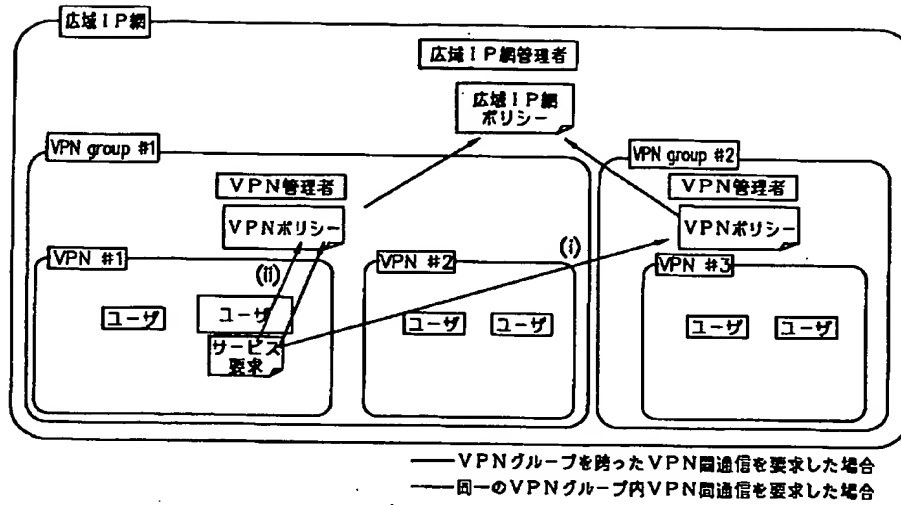 広域ＩＰ網
広域ＩＰ網管理者
広域ＩＰ網
ポリシー
VPN group #1
VPN group #2
ＶＰＮ管理者
ＶＰＮ管理者
ＶＰＮポリシー
ＶＰＮポリシー
(i)
VPN #1
(ii)
VPN #2
VPN #3
ユーザ
ユーザ
ユーザ
ユーザ
ユーザ
ユーザ
サービス
要求
ＶＰＮグループを跨ったＶＰＮ間通信を要求した場合
同一のＶＰＮグループ内ＶＰＮ間通信を要求した場合